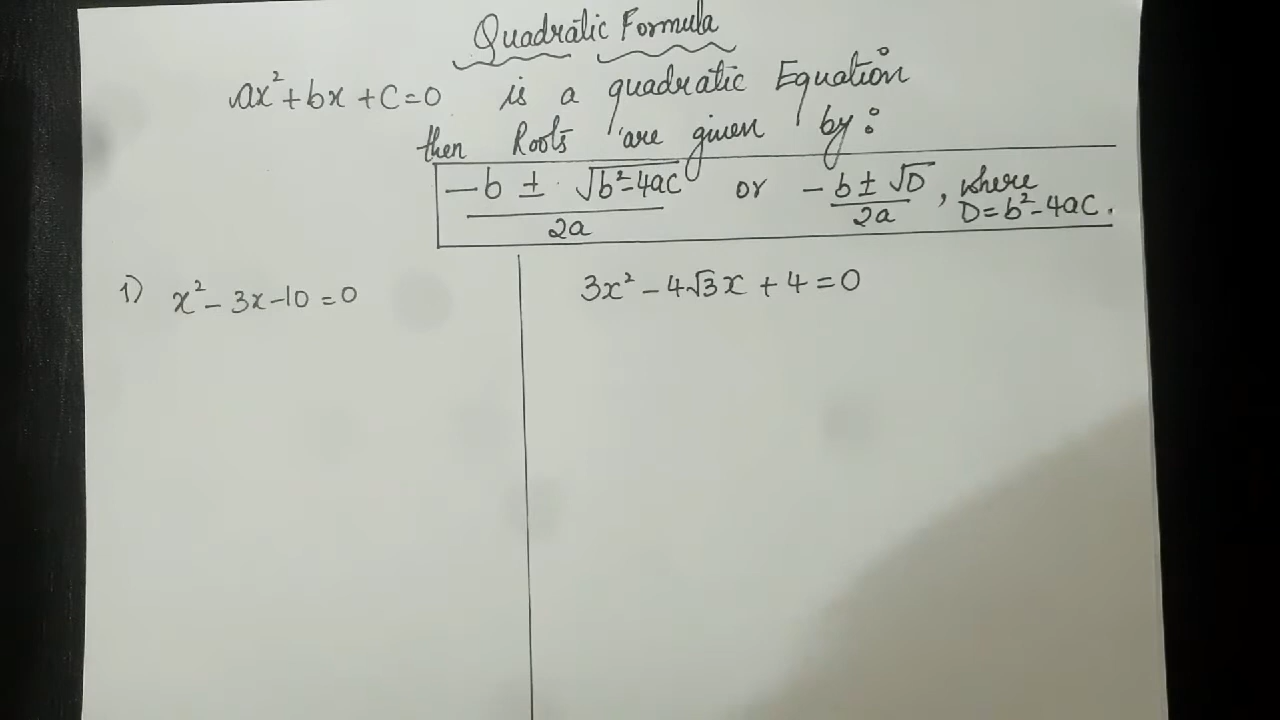 Quadratic Formula
ax²+bx+C=0 is a quadratic Equation
then Roots are given by:
-b ± √b²-4ac / 2a or -b ± √D / 2a, where D=b²-4ac.
1) x²-3x-10=0
3x²-4√3x+4=0